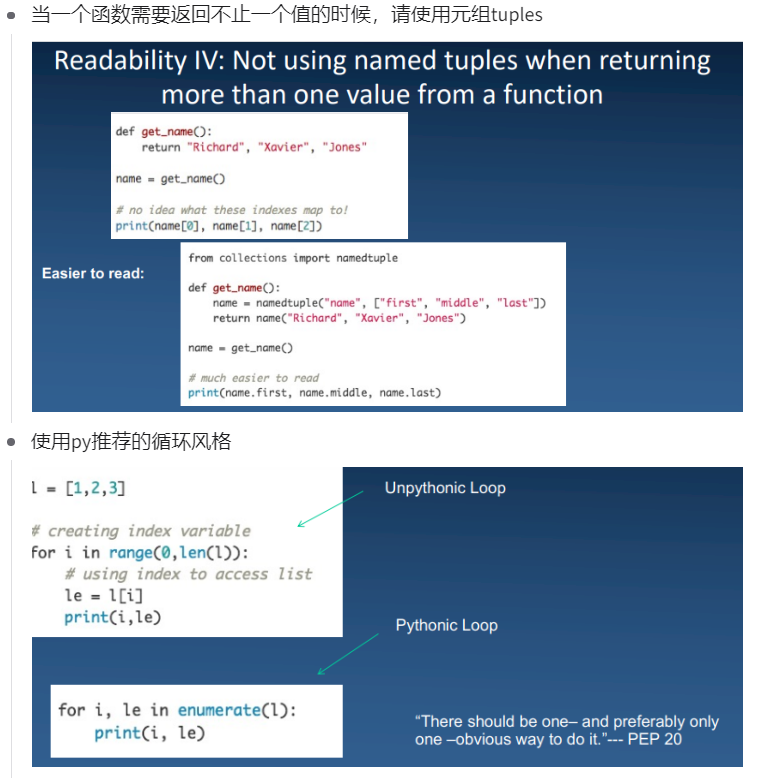 当一个函数需要返回不止一个值的时候，请使用元组tuples
Readability IV: Not using named tuples when returning
more than one value from a function
def get_name():
    return "Richard", "Xavier", "Jones"
name = get_name()
# no idea what these indexes map to!
print(name[0], name[1], name[2])
Easier to read:
from collections import namedtuple
def get_name():
    name = namedtuple("name", ["first", "middle", "last"])
    return name("Richard", "Xavier", "Jones")
name = get_name()
# much easier to read
print(name.first, name.middle, name.last)
使用py推荐的循环风格
l = [1,2,3]
Unpythonic Loop
# creating index variable
for i in range(0,len(l)):
    # using index to access list
    le = l[i]
    print(i,le)
Pythonic Loop
for i, le in enumerate(l):
    print(i, le)
“There should be one– and preferably only
one –obvious way to do it.”--- PEP 20